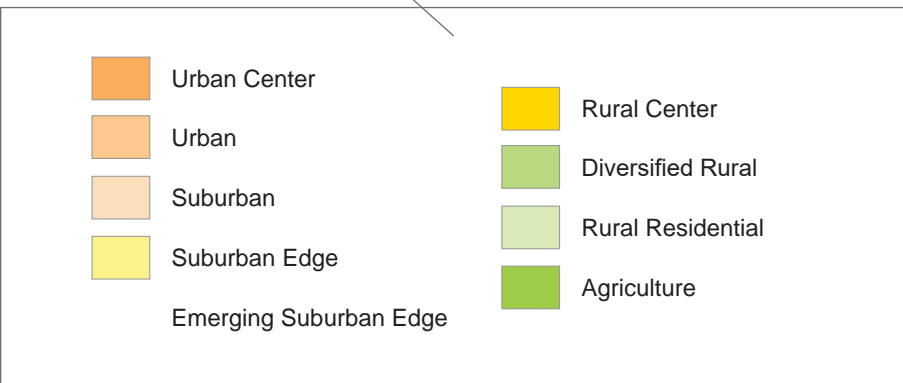 Urban Center
Urban
Suburban
Suburban Edge
Emerging Suburban Edge
Rural Center
Diversified Rural
Rural Residential
Agriculture